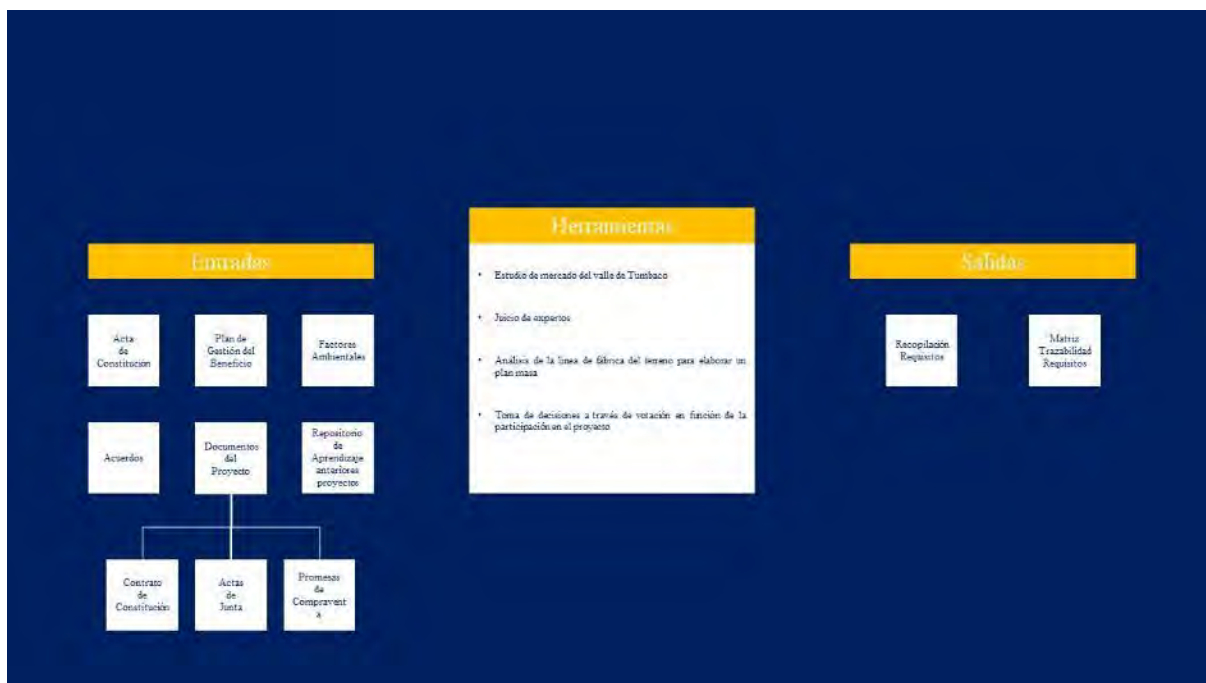 Entradas
Acta
de
Constitución
Plan de
Gestión del
Beneficio
Factores
Ambientales
Acuerdos
Documentos
del
Proyecto
Repositorio
de
Aprendizaje
anteriores
proyectos
Contrato
de
Constitución
Actas
de
Junta
Promesas
de
Compravent
a
Herramientas
• Estudio de mercado del valle de Tumbaco
• Juicio de expertos
• Análisis de la linea de fábrica del terreno para elaborar un
plan masa
• Toma de decisiones a través de votación en función de la
participación en el proyecto
Salidas
Recopilación
Requisitos
Matriz
Trazabilidad
Requisitos